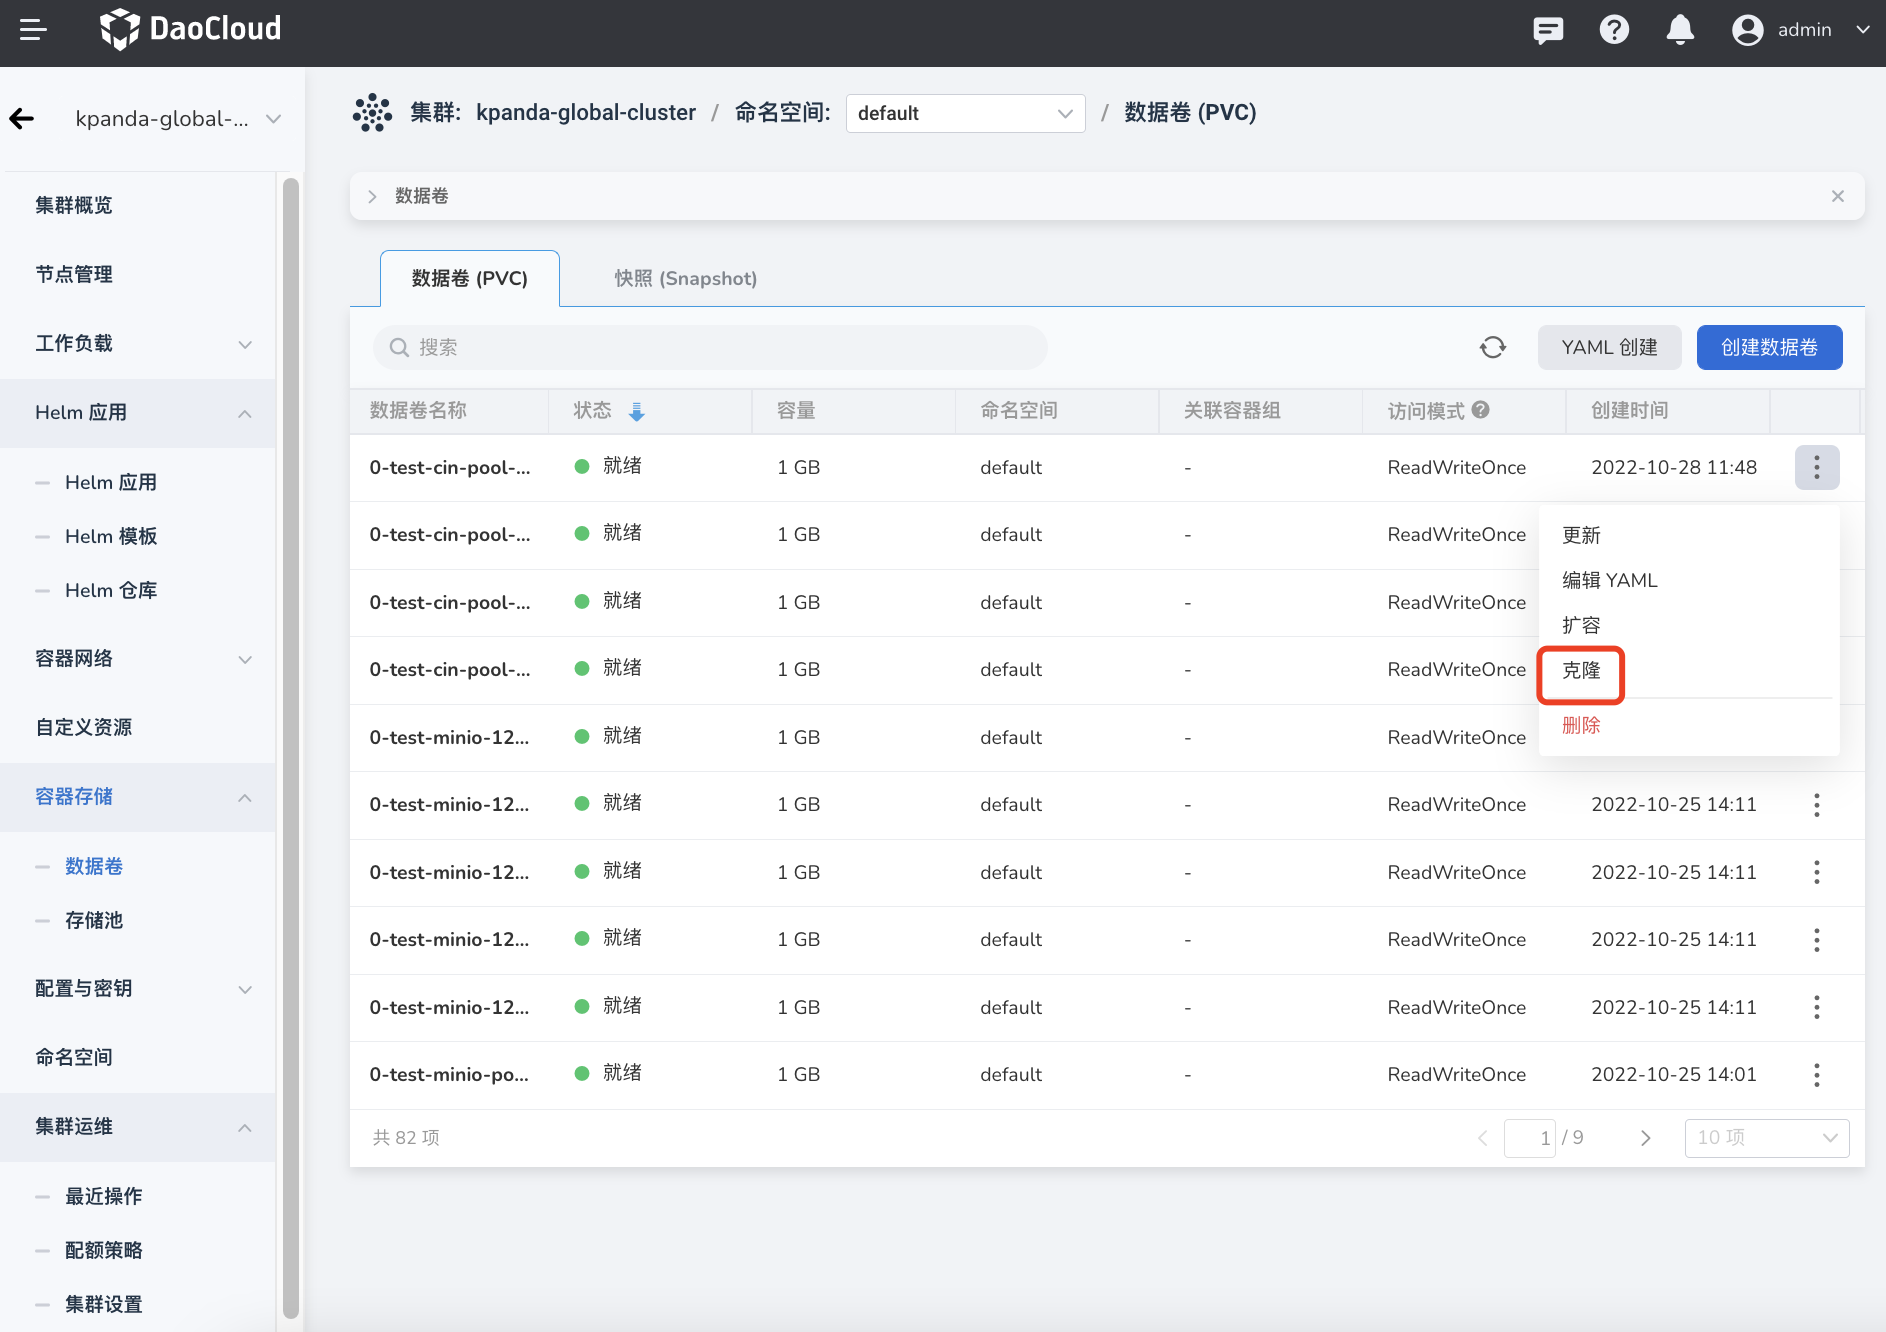 DaoCloud
admin
kpanda-global-...
集群: kpanda-global-cluster / 命名空间: default / 数据卷 (PVC)
集群概览
节点管理
工作负载
Helm 应用
Helm 应用
Helm 模板
Helm 仓库
容器网络
自定义资源
容器存储
数据卷
存储池
配置与密钥
命名空间
集群运维
最近操作
配额策略
集群设置
数据卷
数据卷 (PVC) 快照 (Snapshot)
搜索 YAML 创建 创建数据卷
数据卷名称 状态 容量 命名空间 关联容器组 访问模式 创建时间
0-test-cin-pool-... 就绪 1 GB default - ReadWriteOnce 2022-10-28 11:48
0-test-cin-pool-... 就绪 1 GB default - ReadWriteOnce
0-test-cin-pool-... 就绪 1 GB default - ReadWriteOnce
0-test-cin-pool-... 就绪 1 GB default - ReadWriteOnce
0-test-minio-12... 就绪 1 GB default - ReadWriteOnce
0-test-minio-12... 就绪 1 GB default - ReadWriteOnce 2022-10-25 14:11
0-test-minio-12... 就绪 1 GB default - ReadWriteOnce 2022-10-25 14:11
0-test-minio-12... 就绪 1 GB default - ReadWriteOnce 2022-10-25 14:11
0-test-minio-12... 就绪 1 GB default - ReadWriteOnce 2022-10-25 14:11
0-test-minio-po... 就绪 1 GB default - ReadWriteOnce 2022-10-25 14:01
更新
编辑 YAML
扩容
克隆
删除
共 82 项 1 / 9 10 项